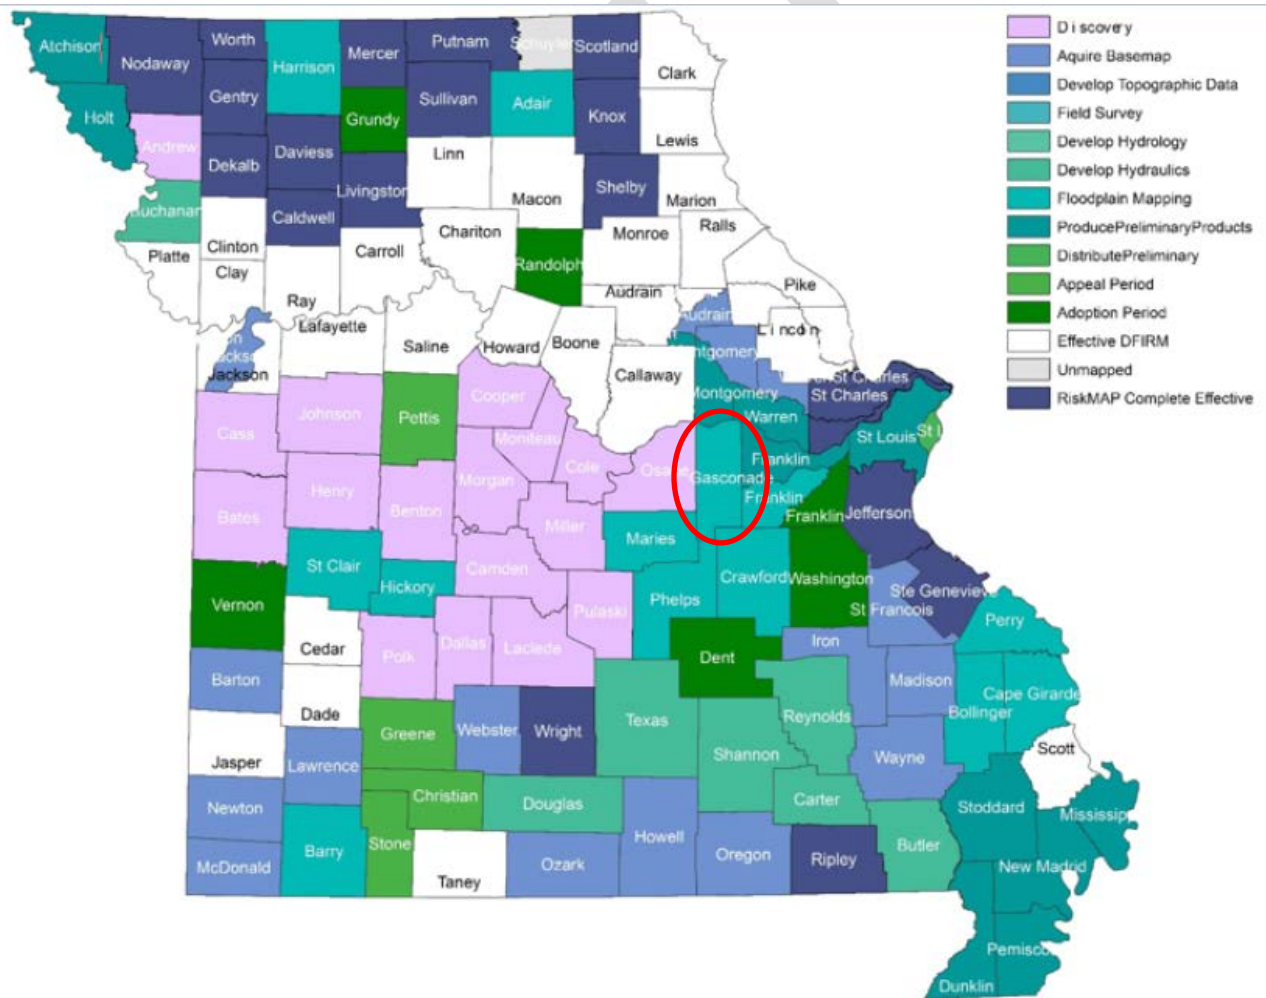 Discovery
Aquire Basemap
Develop Topographic Data
Field Survey
Develop Hydrology
Develop Hydraulics
Floodplain Mapping
ProducePreliminaryProducts
DistributePreliminary
Appeal Period
Adoption Period
Effective DFIRM
Unmapped
RiskMAP Complete Effective
Atchison
Nodaway
Worth
Harrison
Mercer
Putnam
Schuyler
Scotland
Clark
Holt
Gentry
Grundy
Sullivan
Adair
Knox
Lewis
Andrew
Dekalb
Daviess
Livingston
Linn
Macon
Shelby
Marion
Buchanan
Caldwell
Clinton
Platte
Clay
Ray
Carroll
Chariton
Randolph
Monroe
Ralls
Audrain
Pike
Audrain
Lincoln
Lafayette
Saline
Howard
Boone
Callaway
ntgomery
Montgomery
Jackson
St Charles
St Charles
Warren
St Louis
St L
Cass
Johnson
Pettis
Cooper
Moniteau
Cole
Osage
Gasconade
Franklin
Franklin
Franklin
Jefferson
Bates
Henry
Benton
Morgan
Miller
Maries
Camden
St Clair
Hickory
Pulaski
Phelps
Crawford
Washington
Ste Genevieve
St Francois
Perry
Vernon
Cedar
Polk
Dallas
Laclede
Dent
Iron
Madison
Cape Girarde
Bollinger
Barton
Dade
Greene
Webster
Wright
Texas
Reynolds
Shannon
Wayne
Scott
Jasper
Lawrence
Christian
Douglas
Carter
Stoddard
Mississipp
Newton
Barry
Stone
Howell
Oregon
Ripley
Butler
New Madrid
McDonald
Taney
Ozark
Pemisco
Dunklin